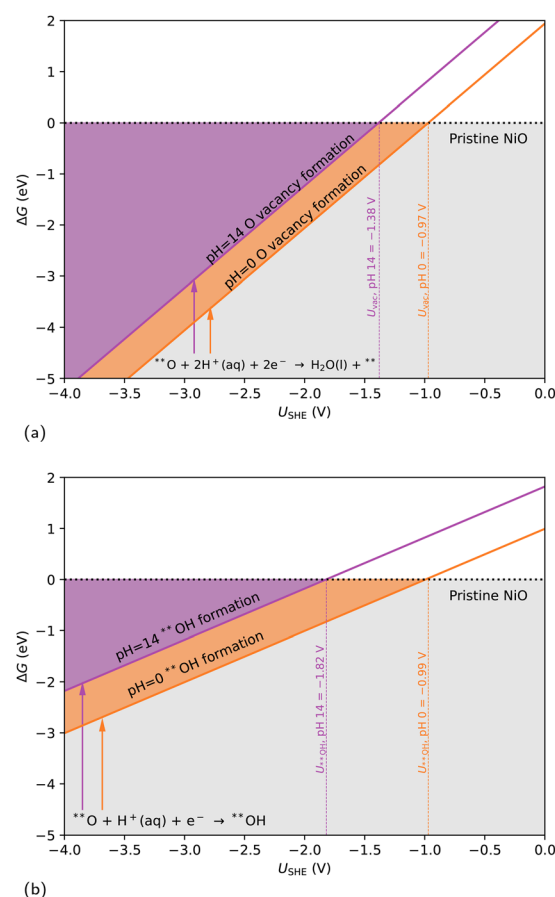 2
1
0
−1
−2
−3
−4
−5
ΔG (eV)
Pristine NiO
pH=14 O vacancy formation
pH=0 O vacancy formation
U_vac, pH 14 = −1.38 V
U_vac, pH 0 = −0.97 V
**O + 2H⁺(aq) + 2e⁻ → H₂O(l) + **
−4.0 −3.5 −3.0 −2.5 −2.0 −1.5 −1.0 −0.5 0.0
U_SHE (V)
(a)
2
1
0
−1
−2
−3
−4
−5
ΔG (eV)
Pristine NiO
pH=14 **OH formation
pH=0 **OH formation
U_**OH, pH 14 = −1.82 V
U_**OH, pH 0 = −0.99 V
**O + H⁺(aq) + e⁻ → **OH
−4.0 −3.5 −3.0 −2.5 −2.0 −1.5 −1.0 −0.5 0.0
U_SHE (V)
(b)